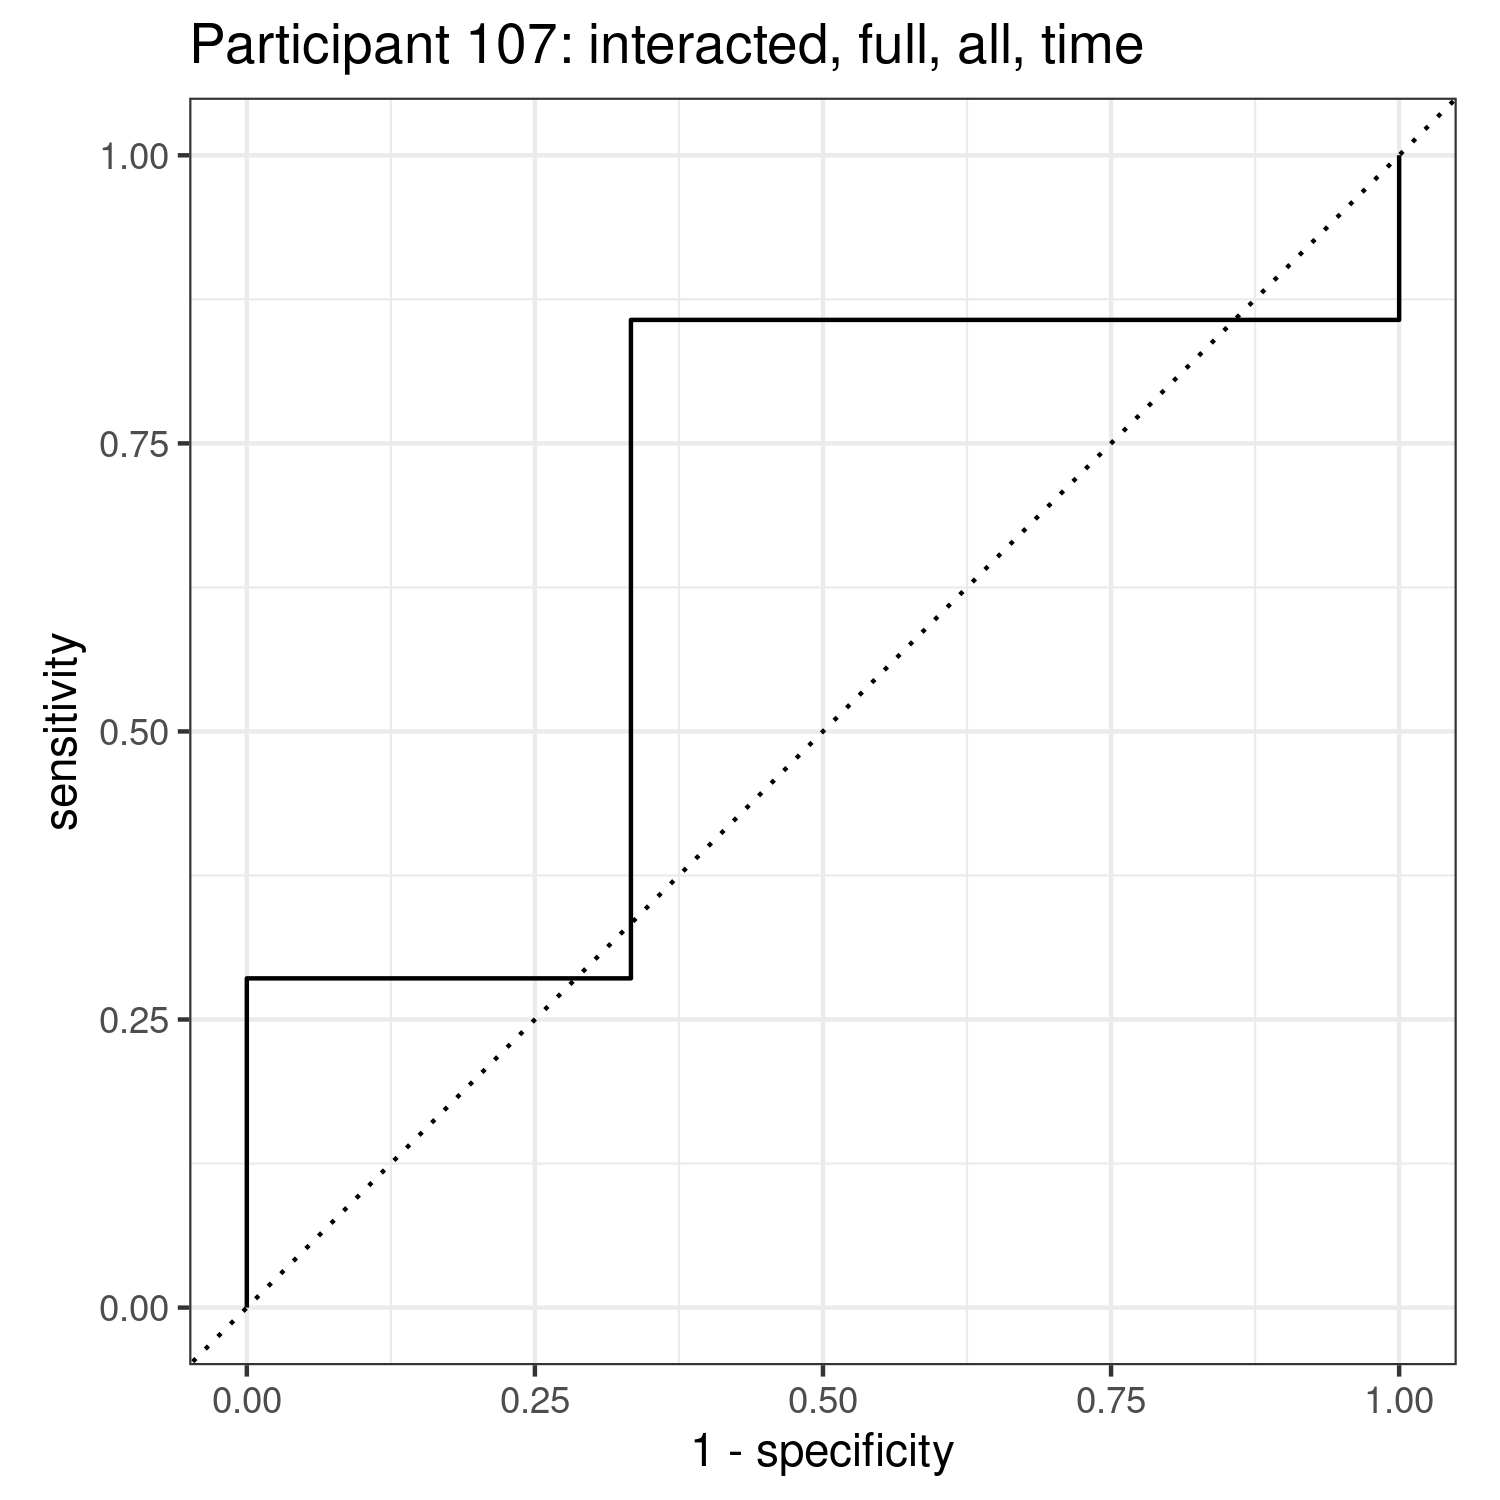 Participant 107: interacted, full, all, time
1.00
0.75
0.50
0.25
0.00
sensitivity
0.00 0.25 0.50 0.75 1.00
1 - specificity